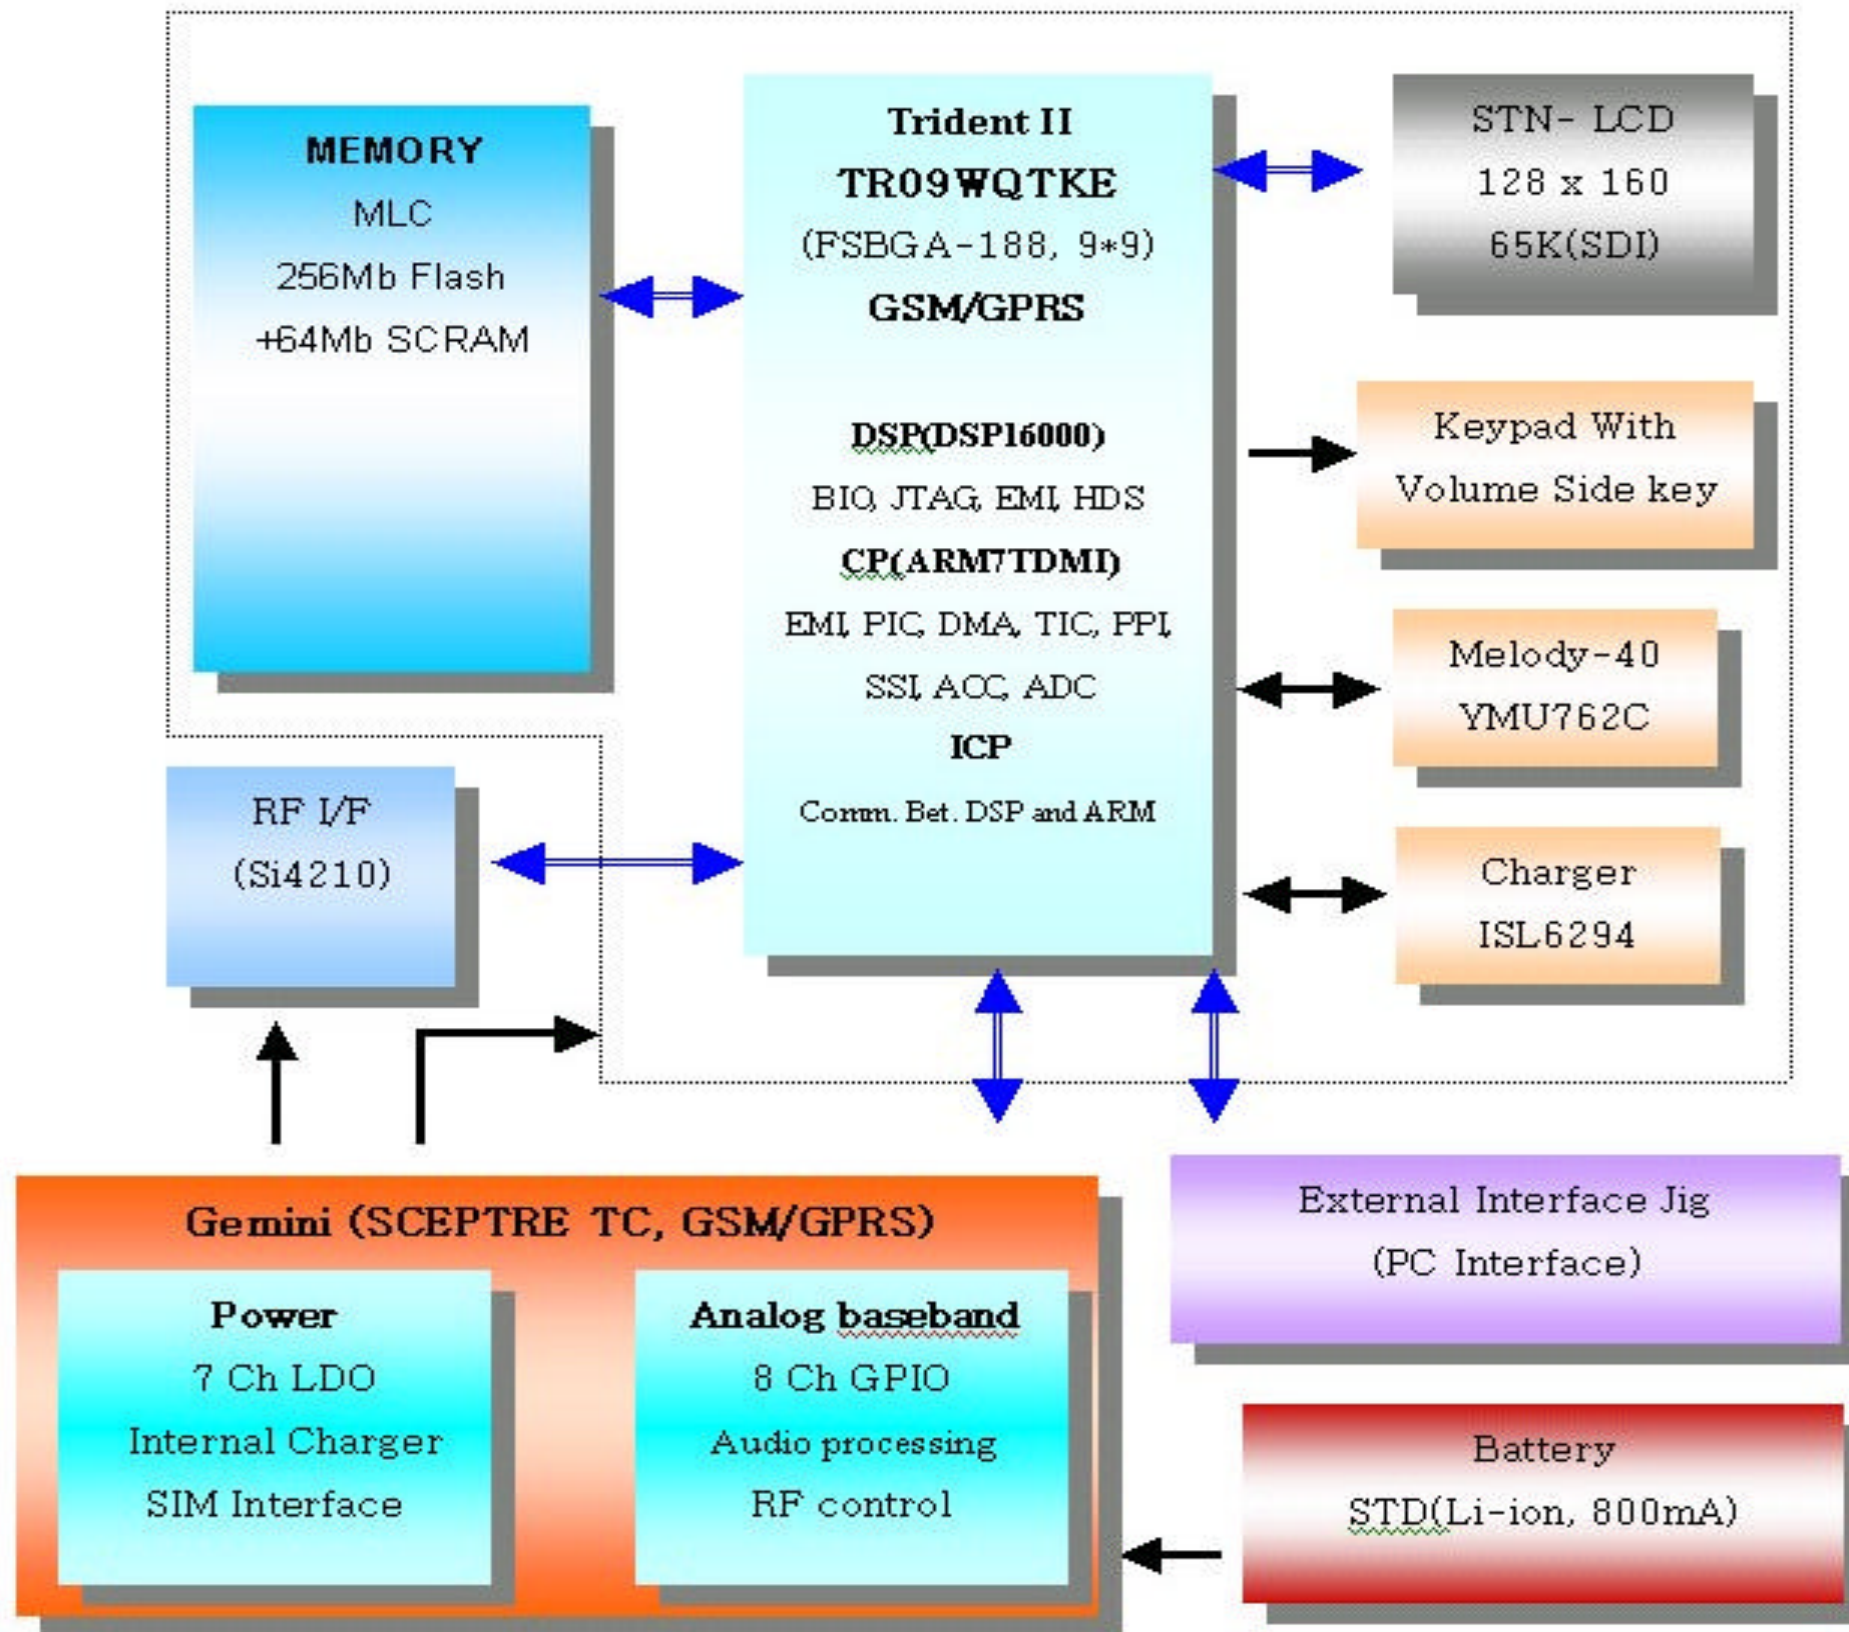 MEMORY
MLC
256Mb Flash
+64Mb SCRAM
Trident II
TR09WQTKE
(FSBGA-188, 9*9)
GSM/GPRS
DSP(DSP16000)
BIO, JTAG, EMI, HDS
CP(ARM7TDMI)
EMI, PIC, DMA, TIC, PPI,
SSI, ACC, ADC
ICP
Comm. Bet. DSP and ARM
STN- LCD
128 x 160
65K(SDI)
Keypad With
Volume Side key
Melody-40
YMU762C
Charger
ISL6294
RF I/F
(Si4210)
Gemini (SCEPTRE TC, GSM/GPRS)
Power
7 Ch LDO
Internal Charger
SIM Interface
Analog baseband
8 Ch GPIO
Audio processing
RF control
External Interface Jig
(PC Interface)
Battery
STD(Li-ion, 800mA)